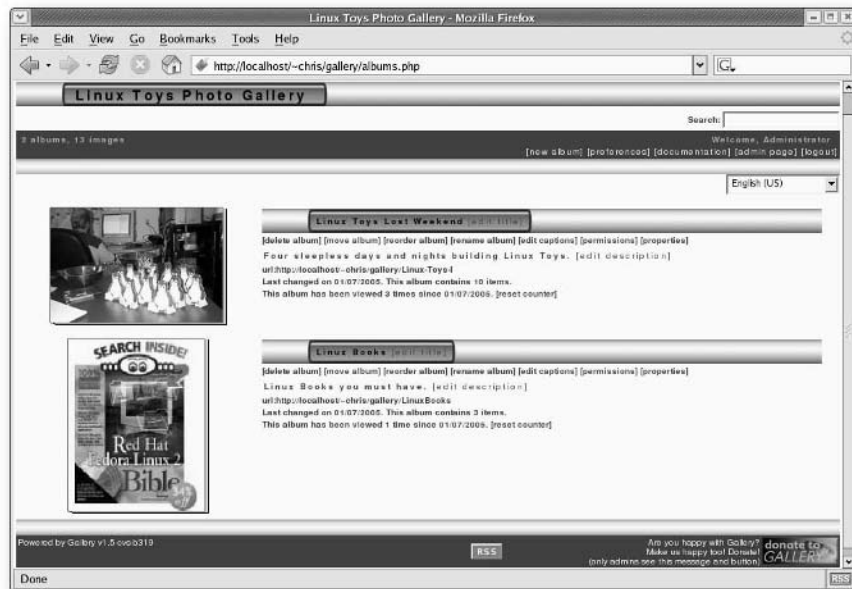 Linux Toys Photo Gallery - Mozilla Firefox
File Edit View Go Bookmarks Tools Help
http://localhost/~chris/gallery/albums.php
G
Linux Toys Photo Gallery
Search:
2 albums, 13 images
Welcome, Administrator
[new album] [preferences] [documentation] [admin page] [logout]
English (US)
Linux Toys Lost Weekend [edit title]
[delete album] [move album] [reorder album] [rename album] [edit captions] [permissions] [properties]
Four sleepless days and nights building Linux Toys. [edit description]
url:http://localhost/~chris/gallery/Linux-Toys-I
Last changed on 01/07/2005. This album contains 10 items.
This album has been viewed 3 times since 01/07/2005. [reset counter]
SEARCH INSIDE!
Red Hat
Fedora Linux 2
Bible
Linux Books [edit title]
[delete album] [move album] [reorder album] [rename album] [edit captions] [permissions] [properties]
Linux Books you must have. [edit description]
url:http://localhost/~chris/gallery/LinuxBooks
Last changed on 01/07/2005. This album contains 3 items.
This album has been viewed 1 time since 01/07/2005. [reset counter]
Powered by Gallery v1.5-cvs-b319
RSS
Are you happy with Gallery?
Make us happy too! Donate!
(only admins see this message and button)
donate to
GALLERY
Done
RSS